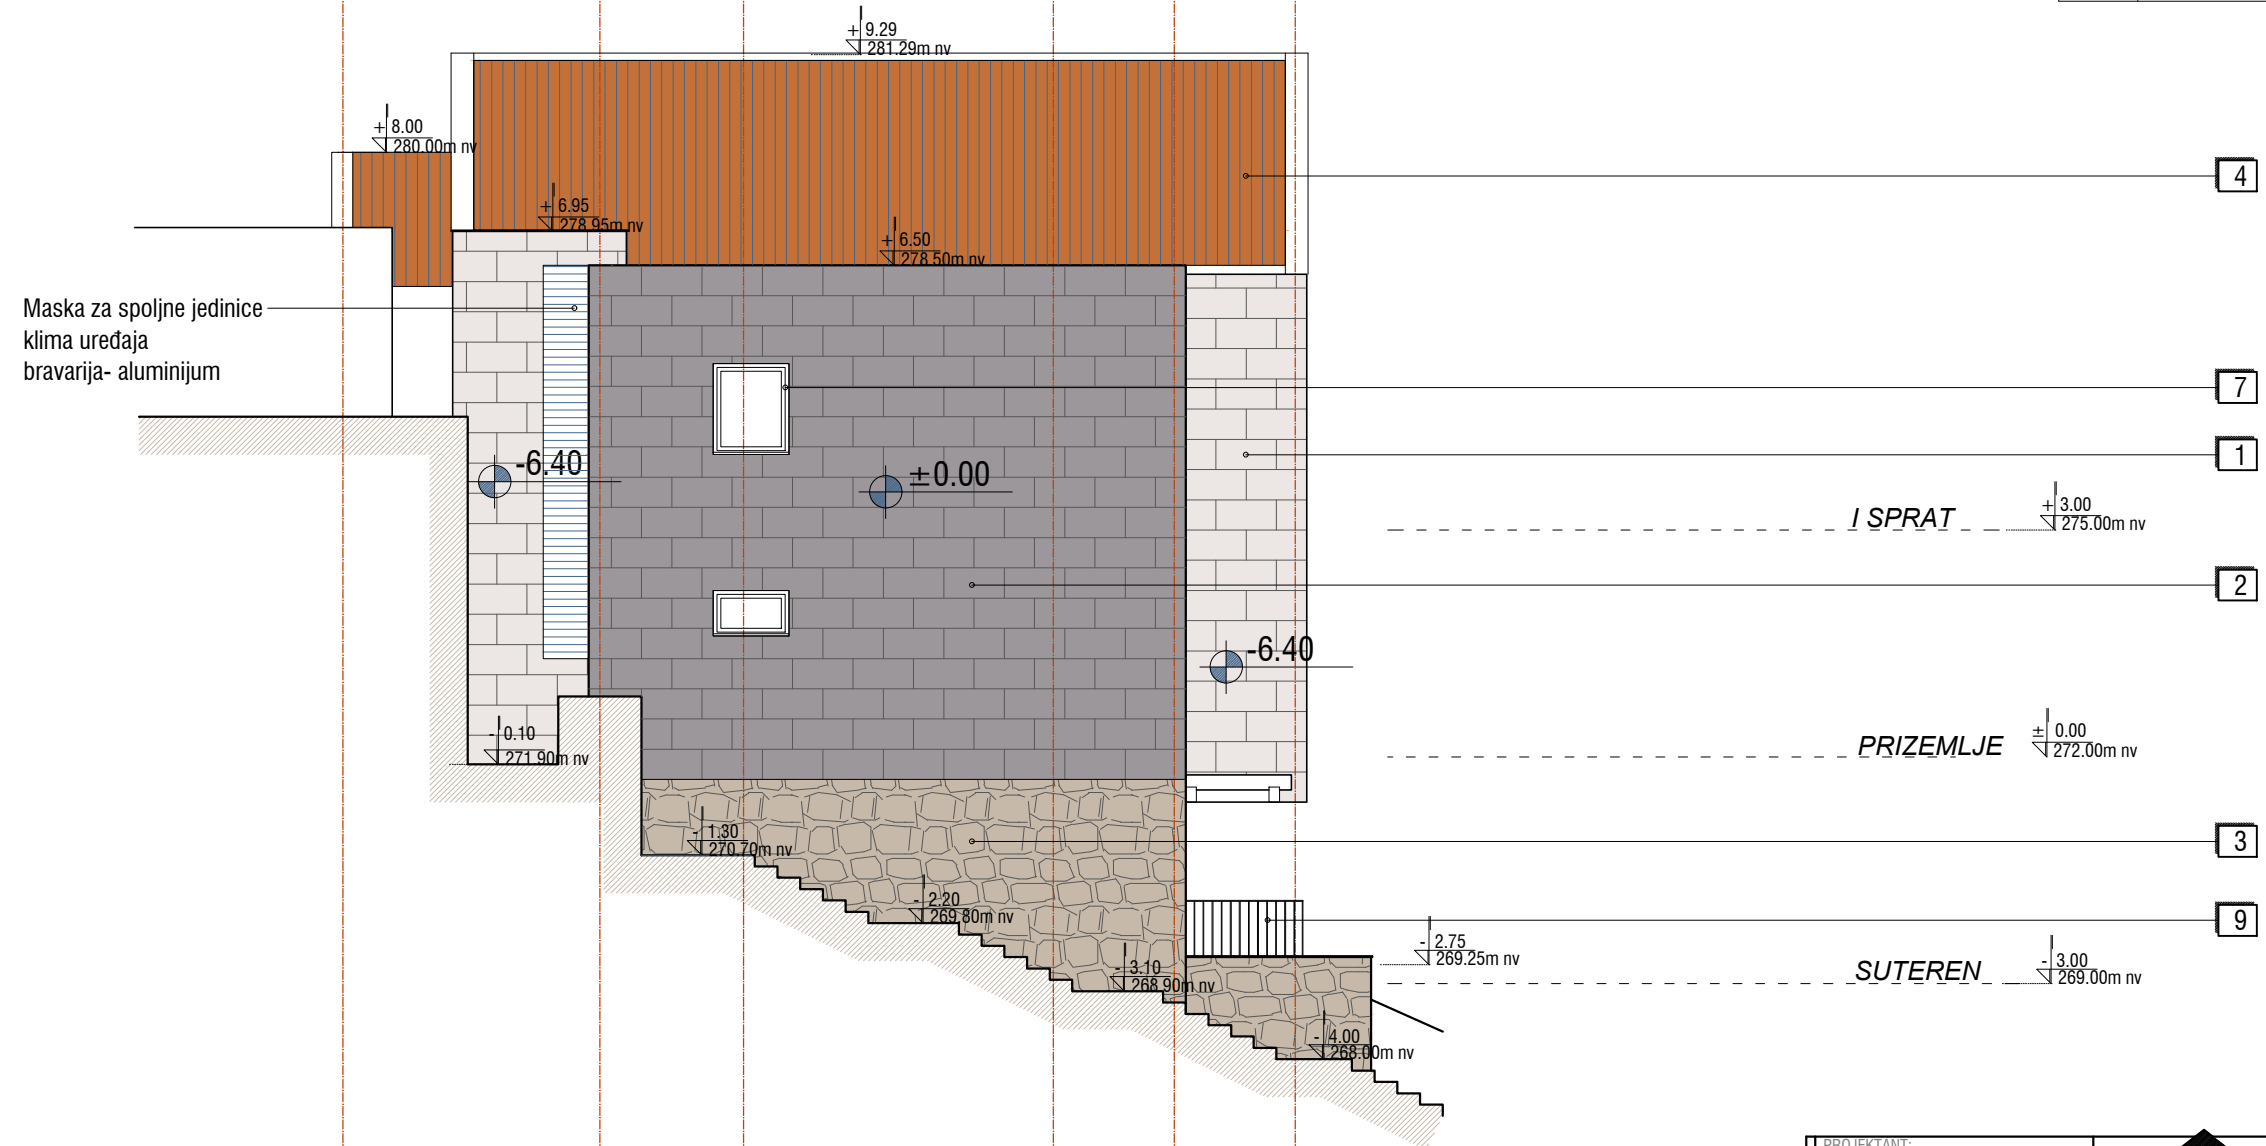 + 9.29
281.29m nv
+ 8.00
280.00m nv
4
+ 6.95
278.95m nv
+ 6.50
278.50m nv
Maska za spoljne jedinice
klima uređaja
bravarija- aluminijum
7
1
-6.40
±0.00
I SPRAT
+ 3.00
275.00m nv
2
-6.40
- 0.10
271.90m nv
PRIZEMLJE
± 0.00
272.00m nv
- 1.30
270.70m nv
3
- 2.20
269.80m nv
9
- 2.75
269.25m nv
- 3.10
268.90m nv
SUTEREN
- 3.00
269.00m nv
- 4.00
268.00m nv
PROJEKTANT: